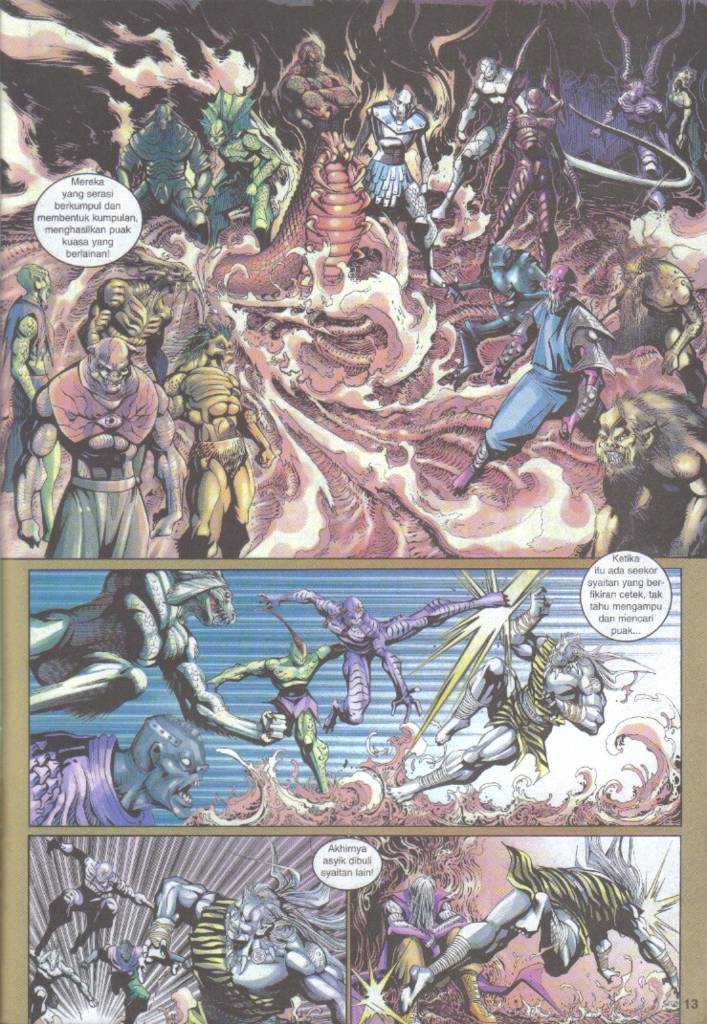 Mereka
yang serasi
berkumpul dan
membentuk kumpulan,
menghasilkan puak
kuasa yang
berlainan!
Ketika
itu ada seekor
syaitan yang ber-
fikiran cetek, tak
tahu mengampu
dan mencari
puak...
Akhirnya
asyik dibuli
syaitan lain!
13